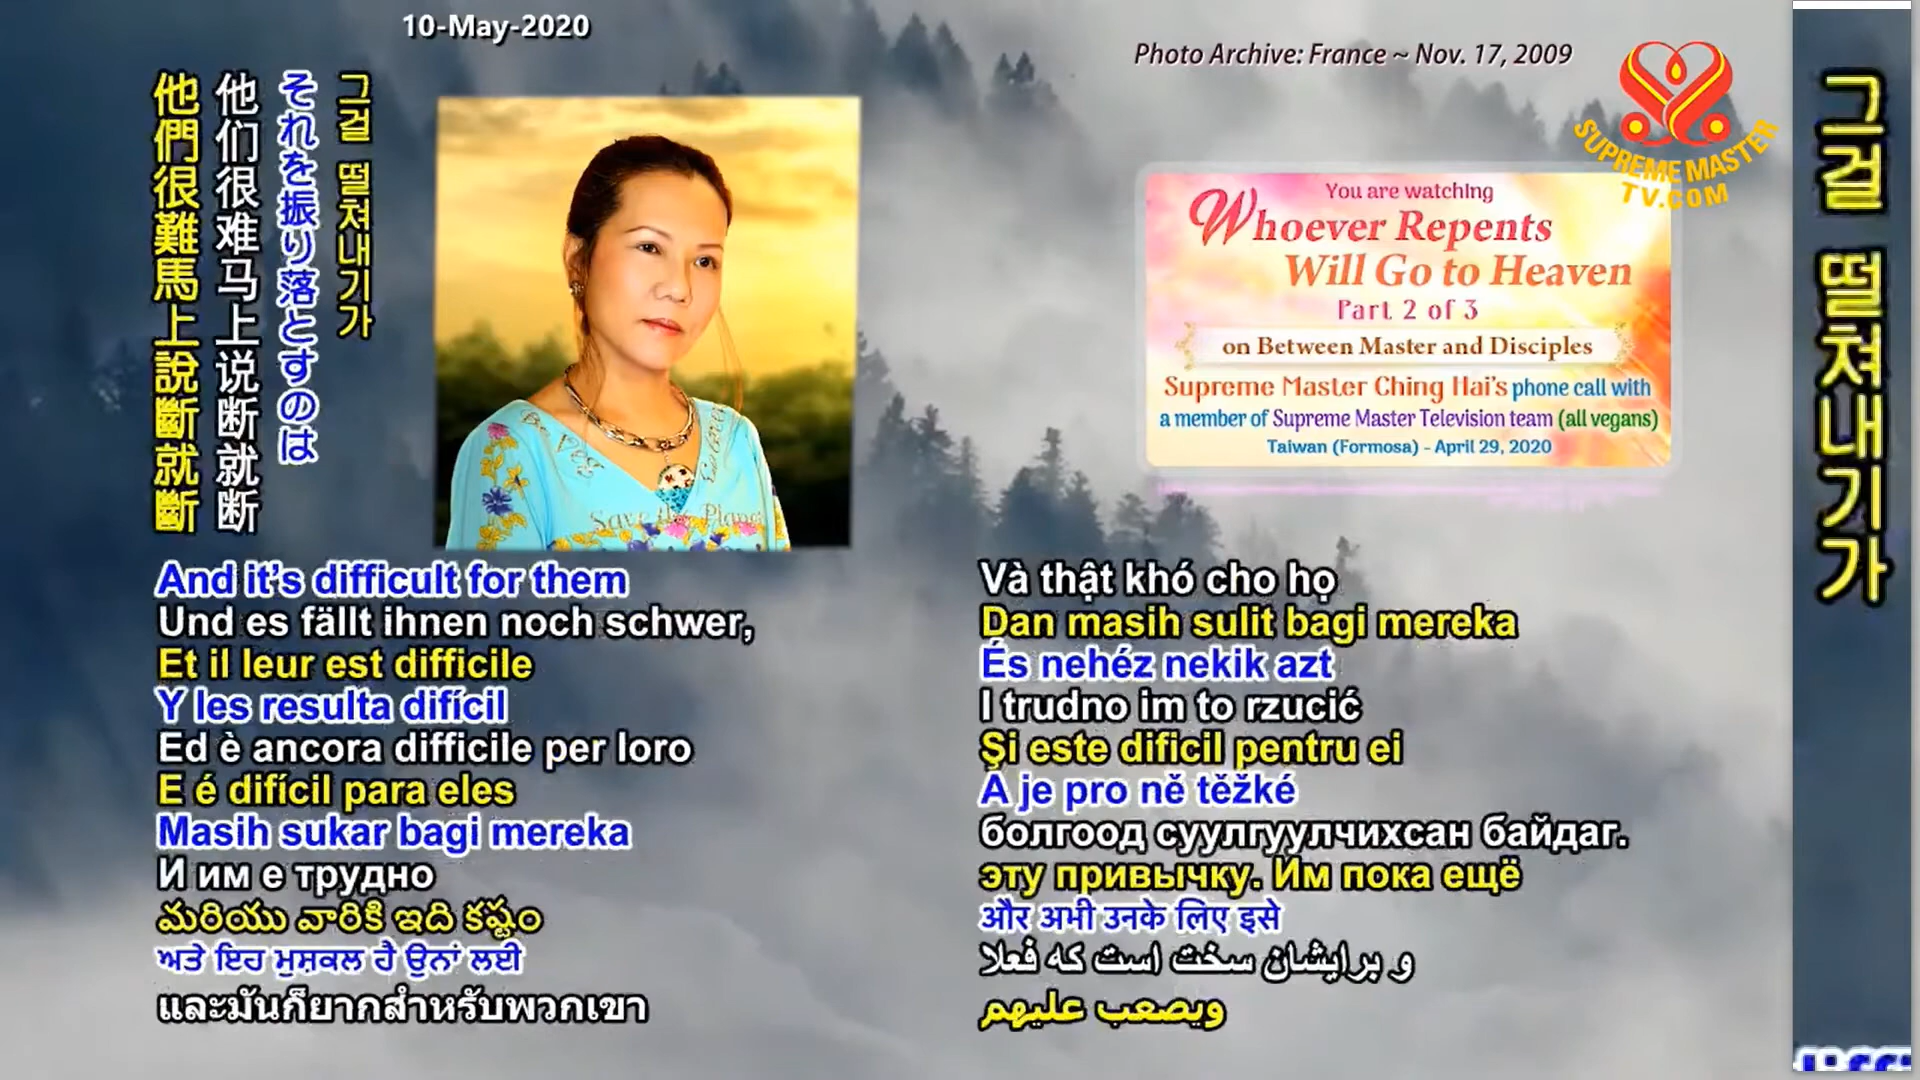 10-May-2020
Photo Archive: France ~ Nov. 17, 2009
SUPREME MASTER
TV.COM
그걸 떨쳐내기가
それを振り落とすのは
他们很难马上说断就断
他們很難馬上說斷就斷
Be Veg
Save the Planet
You are watching
Whoever Repents
Will Go to Heaven
Part 2 of 3
on Between Master and Disciples
Supreme Master Ching Hai's phone call with
a member of Supreme Master Television team (all vegans)
Taiwan (Formosa) - April 29, 2020
And it's difficult for them
Und es fällt ihnen noch schwer,
Et il leur est difficile
Y les resulta difícil
Ed è ancora difficile per loro
E é difícil para eles
Masih sukar bagi mereka
И им е трудно
మరియు వారికి ఇది కష్టం
ਅਤੇ ਇਹ ਮੁਸ਼ਕਲ ਹੈ ਉਨਾਂ ਲਈ
และมันก็ยากสำหรับพวกเขา
Và thật khó cho họ
Dan masih sulit bagi mereka
És nehéz nekik azt
I trudno im to rzucić
Şi este dificil pentru ei
A je pro ně těžké
болгоод суулгуулчихсан байдаг.
эту привычку. Им пока ещё
और अभी उनके लिए इसे
و برایشان سخت است که فعلا
ويصعب عليهم
그걸 떨쳐내기가